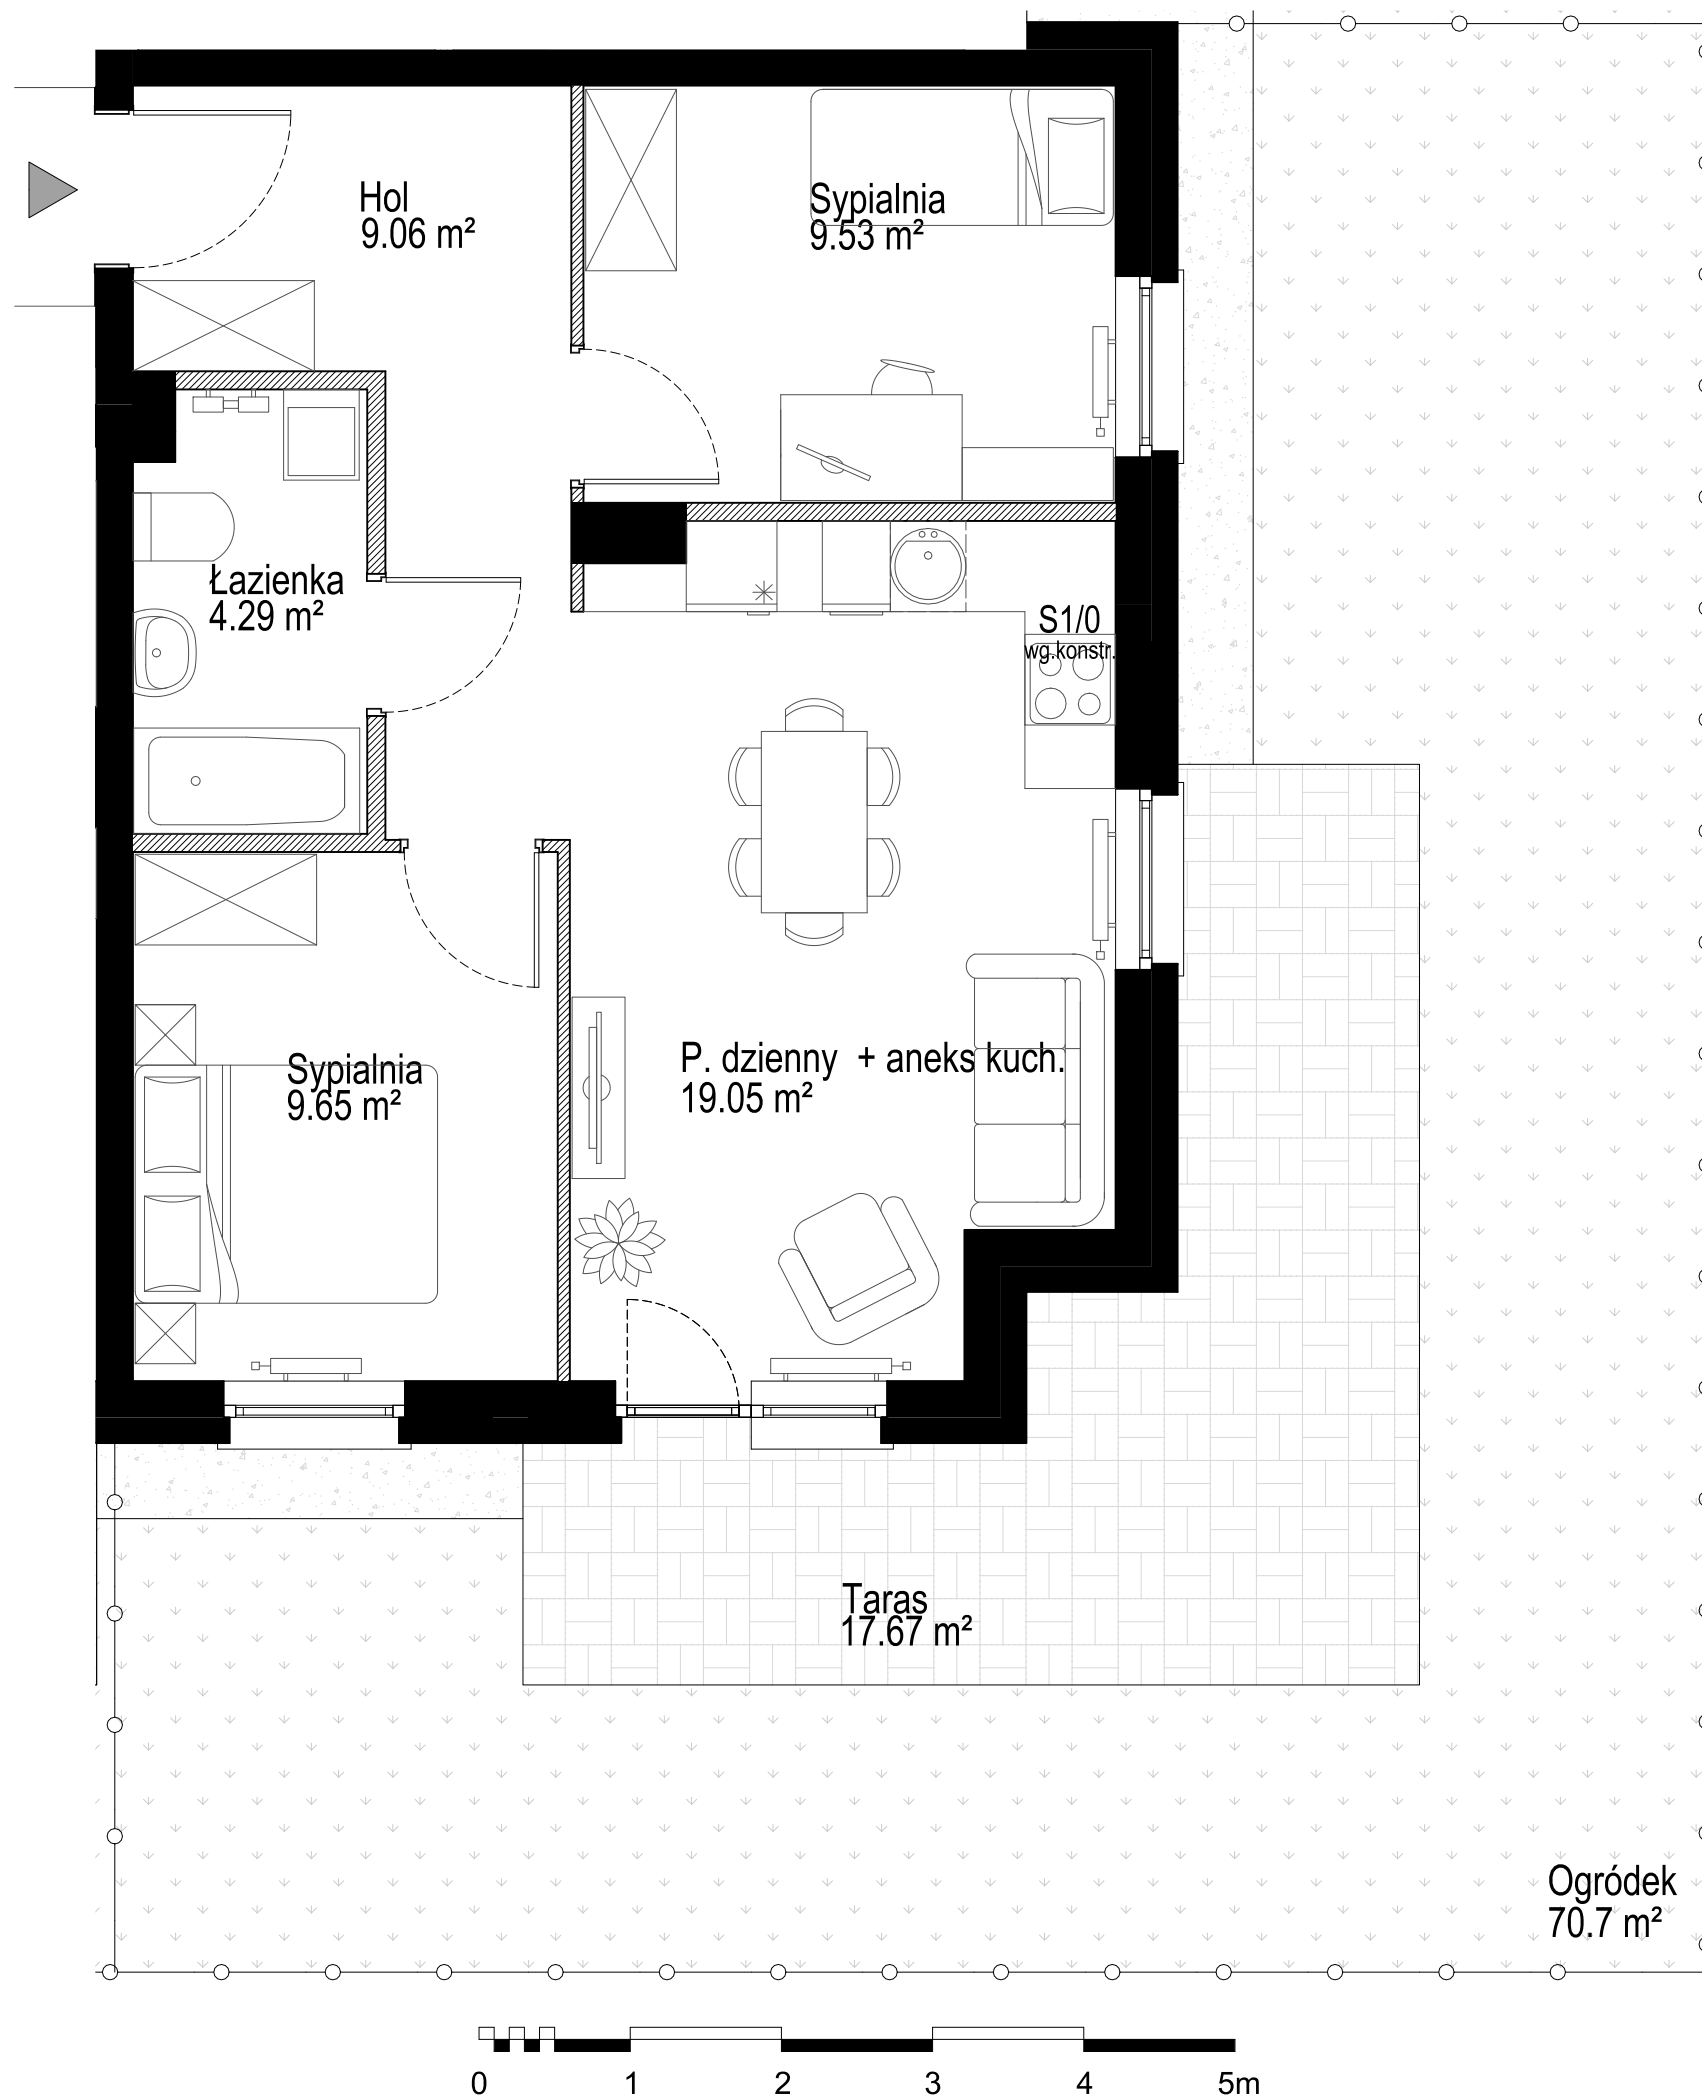 Hol
9.06 m²
Sypialnia
9.53 m²
Łazienka
4.29 m²
S1/0
wg.konstr.
Sypialnia
9.65 m²
P. dzienny + aneks kuch.
19.05 m²
Taras
17.67 m²
Ogródek
70.7 m²
0 1 2 3 4 5m